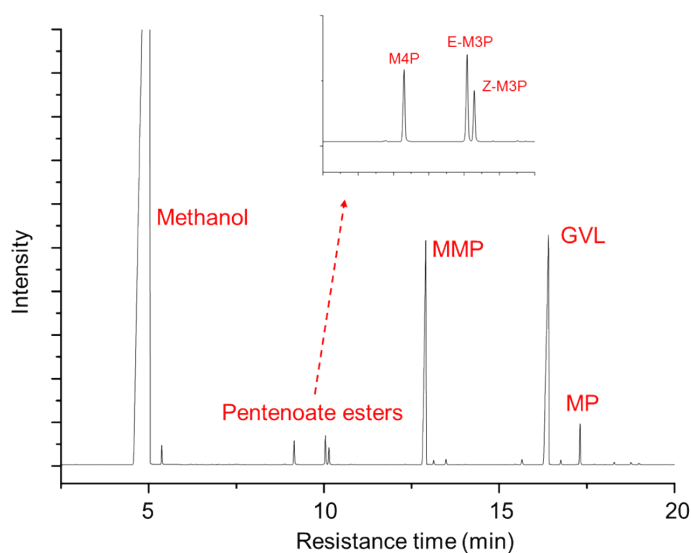 E-M3P
M4P
Z-M3P
Methanol
MMP
GVL
Pentenoate esters
MP
Intensity
5
10
15
20
Resistance time (min)